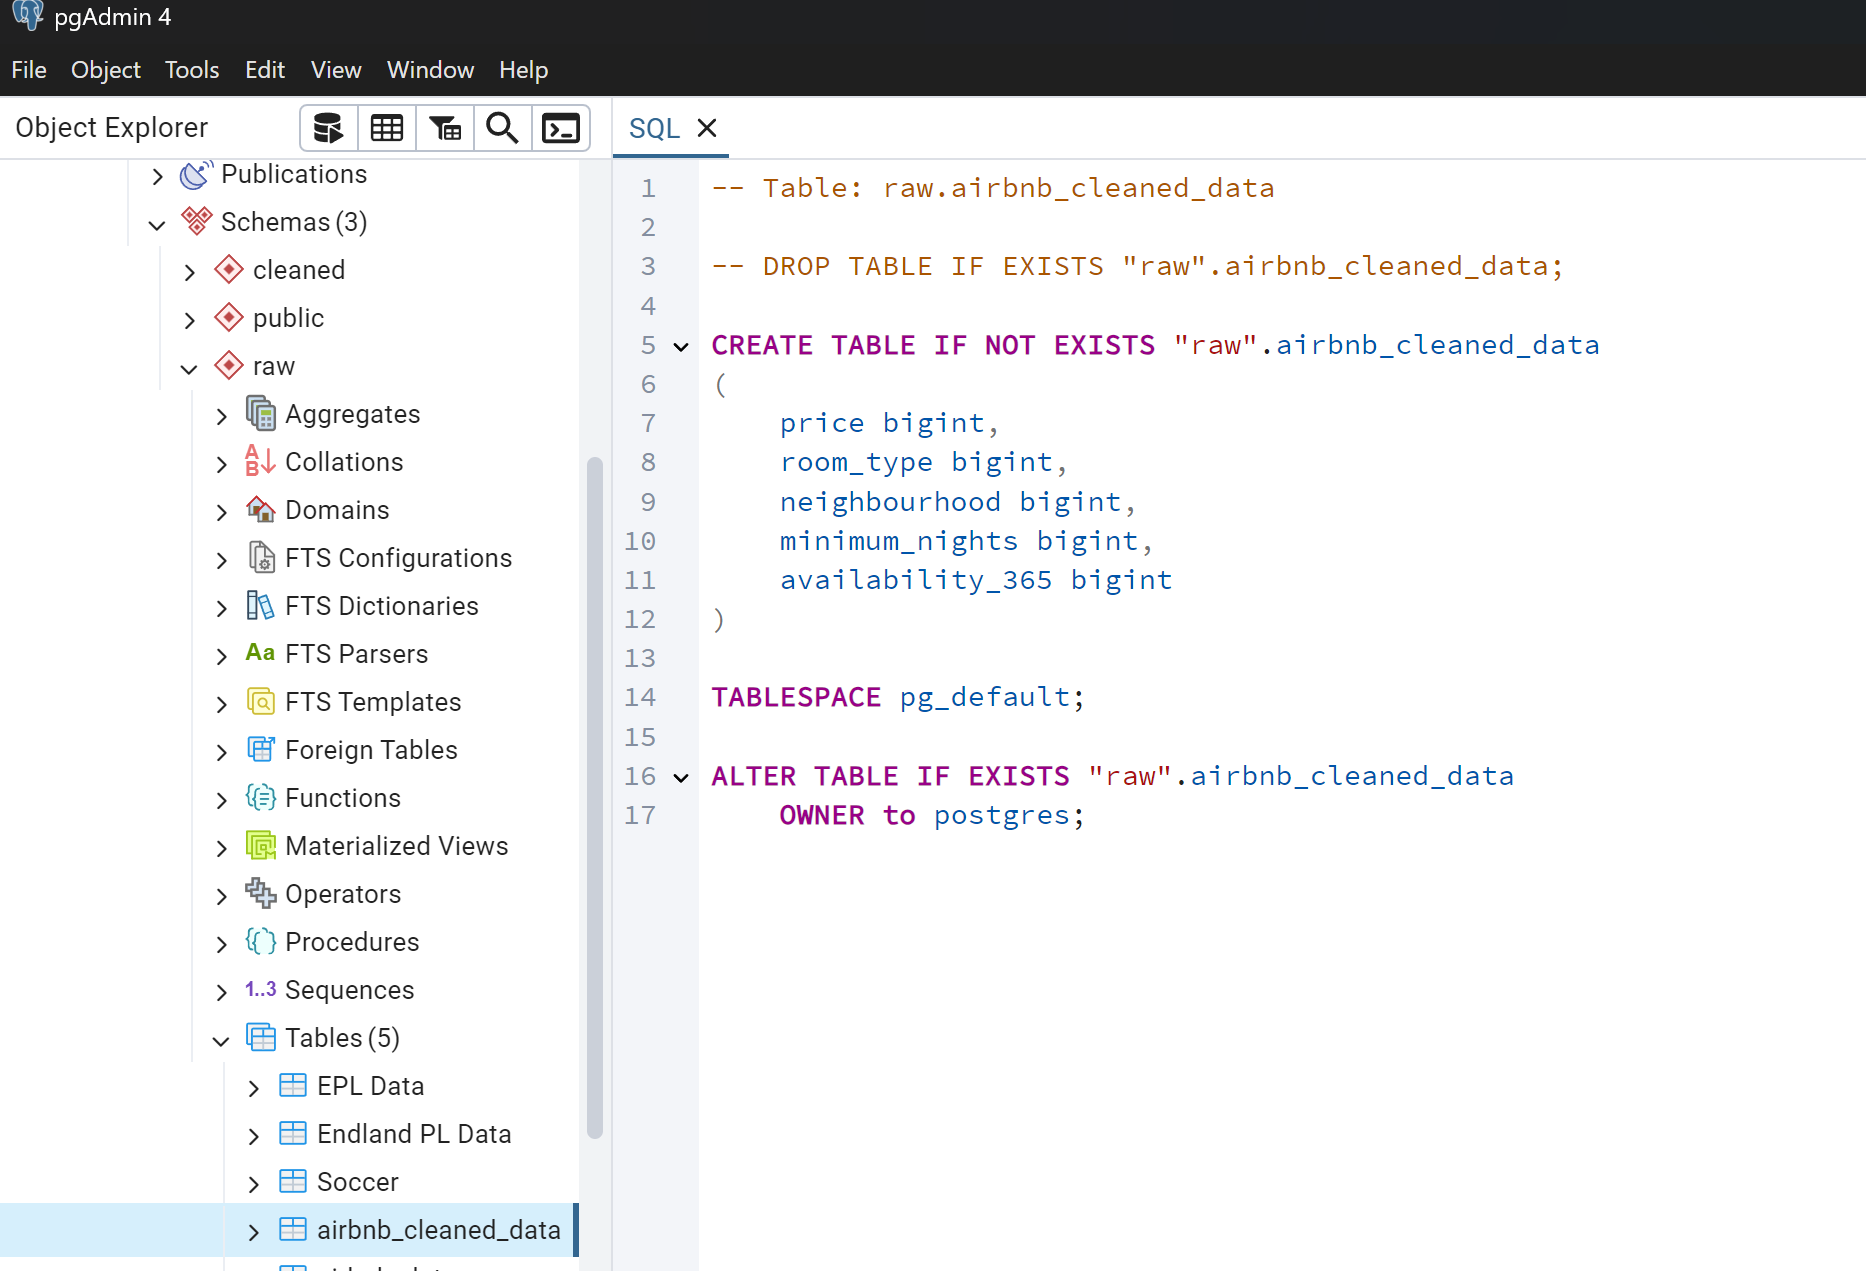 pgAdmin 4
File Object Tools Edit View Window Help
Object Explorer
Publications
Schemas (3)
cleaned
public
raw
Aggregates
Collations
Domains
FTS Configurations
FTS Dictionaries
Aa FTS Parsers
FTS Templates
Foreign Tables
Functions
Materialized Views
Operators
Procedures
1..3 Sequences
Tables (5)
EPL Data
Endland PL Data
Soccer
airbnb_cleaned_data
SQL
1 -- Table: raw.airbnb_cleaned_data
2
3 -- DROP TABLE IF EXISTS "raw".airbnb_cleaned_data;
4
5 CREATE TABLE IF NOT EXISTS "raw".airbnb_cleaned_data
6 (
7 price bigint,
8 room_type bigint,
9 neighbourhood bigint,
10 minimum_nights bigint,
11 availability_365 bigint
12 )
13
14 TABLESPACE pg_default;
15
16 ALTER TABLE IF EXISTS "raw".airbnb_cleaned_data
17 OWNER to postgres;